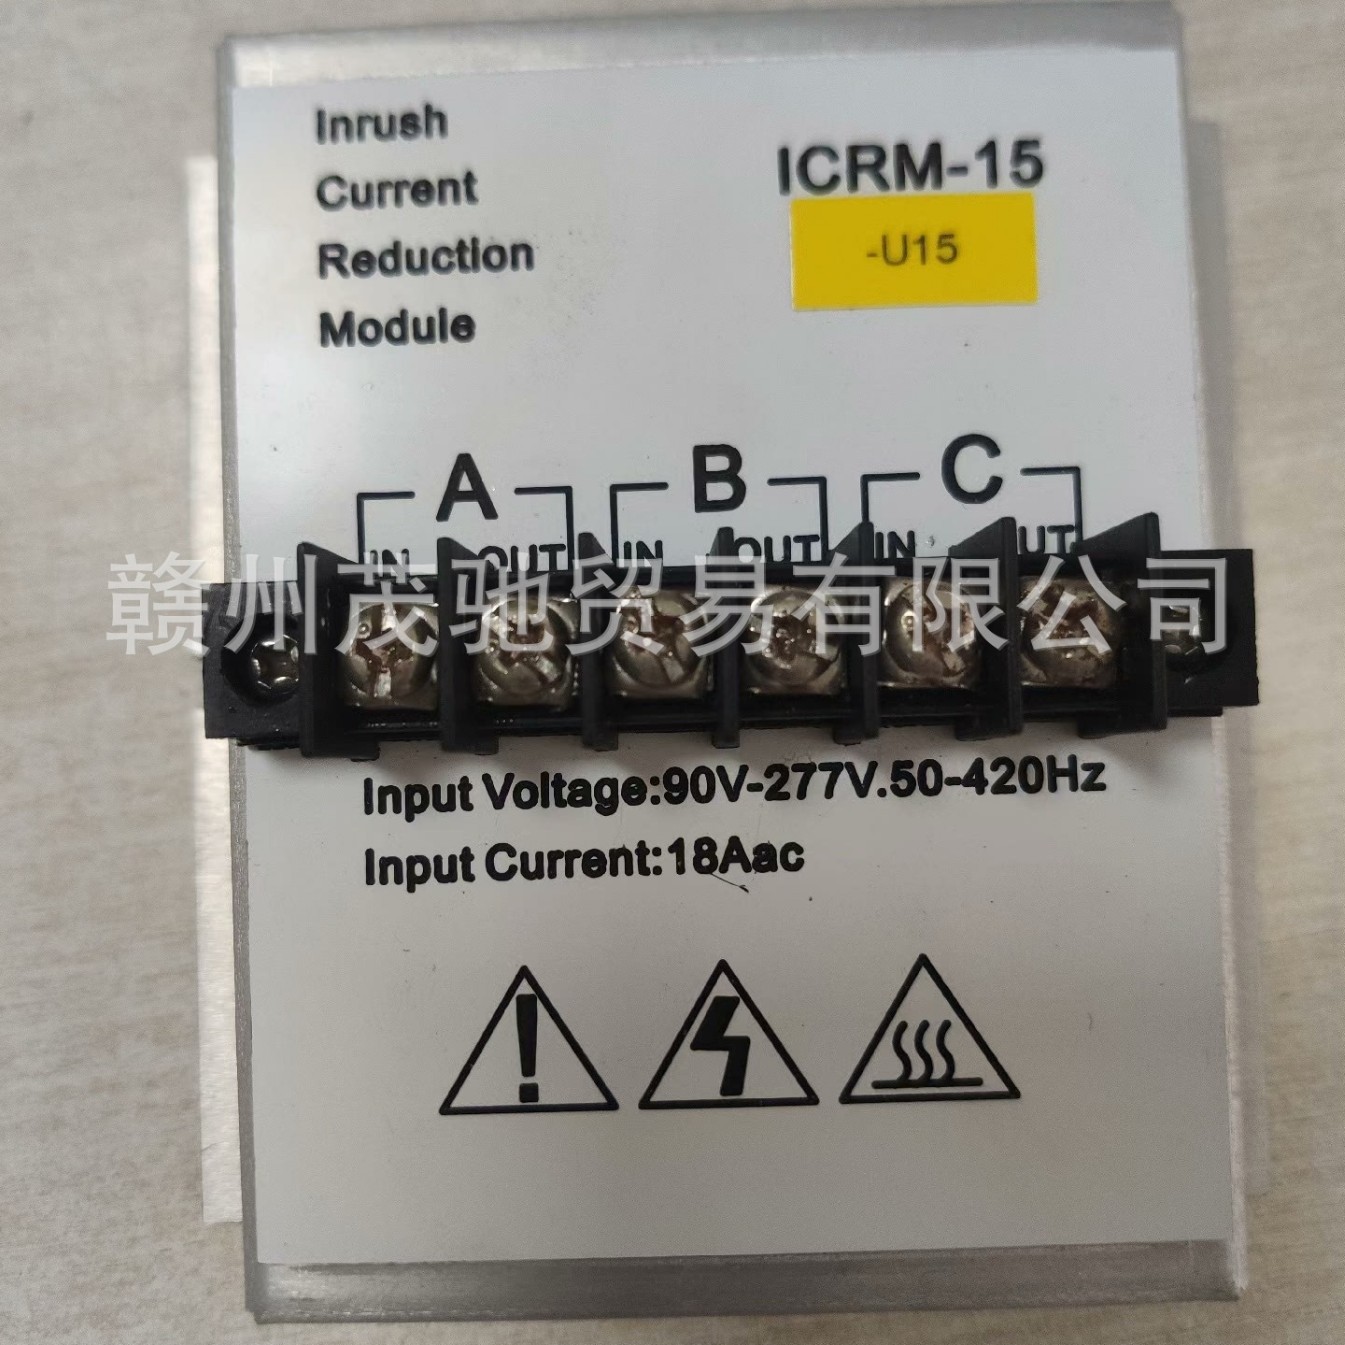 Inrush
Current
Reduction
Module
ICRM-15
-U15
A B C
IN OUT IN OUT IN OUT
赣州茂驰贸易有限公司
Input Voltage:90V-277V.50-420Hz
Input Current:18Aac